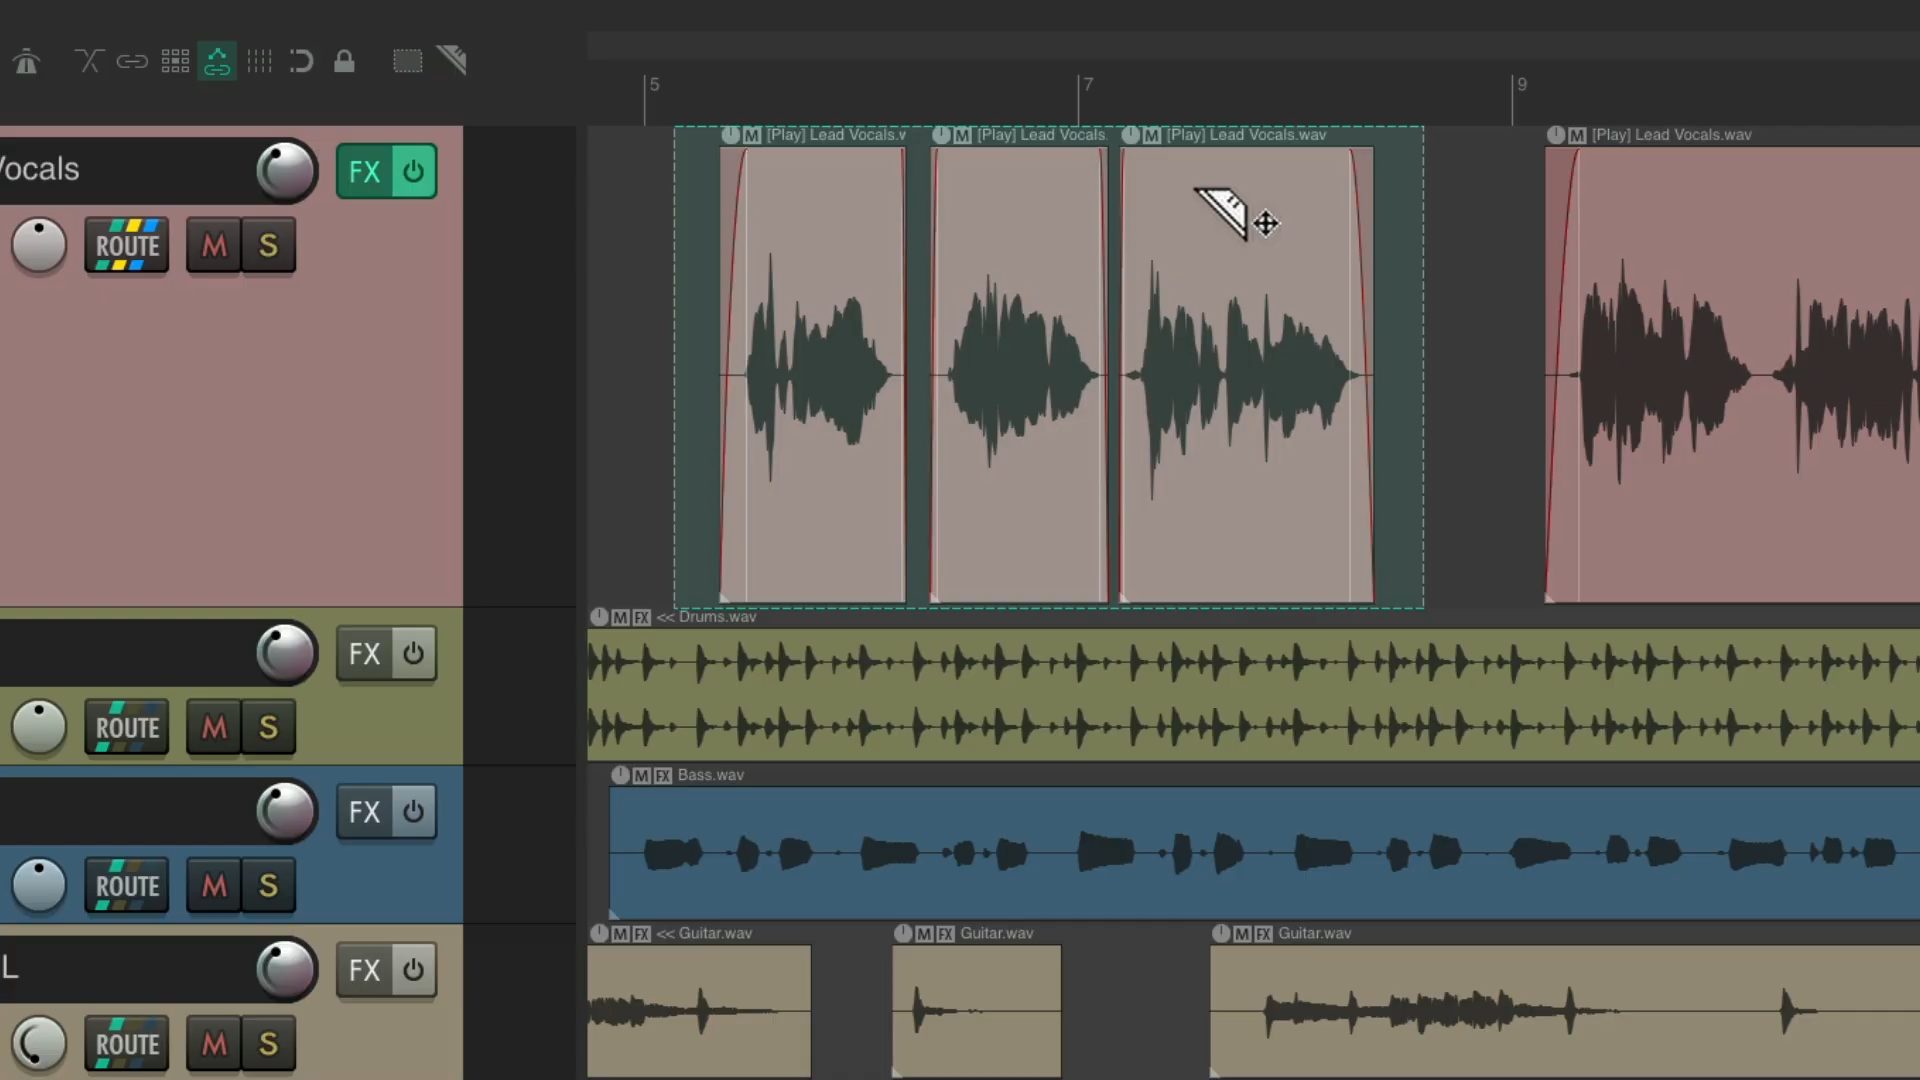 5
7
9
[Play] Lead Vocals.v
[Play] Lead Vocals.
[Play] Lead Vocals.wav
[Play] Lead Vocals.wav
M
M
M
M
Vocals
FX
ROUTE
M
S
M FX << Drums.wav
FX
ROUTE
M
S
M FX Bass.wav
FX
ROUTE
M
S
M FX << Guitar.wav
M FX Guitar.wav
M FX Guitar.wav
L
FX
ROUTE
M
S